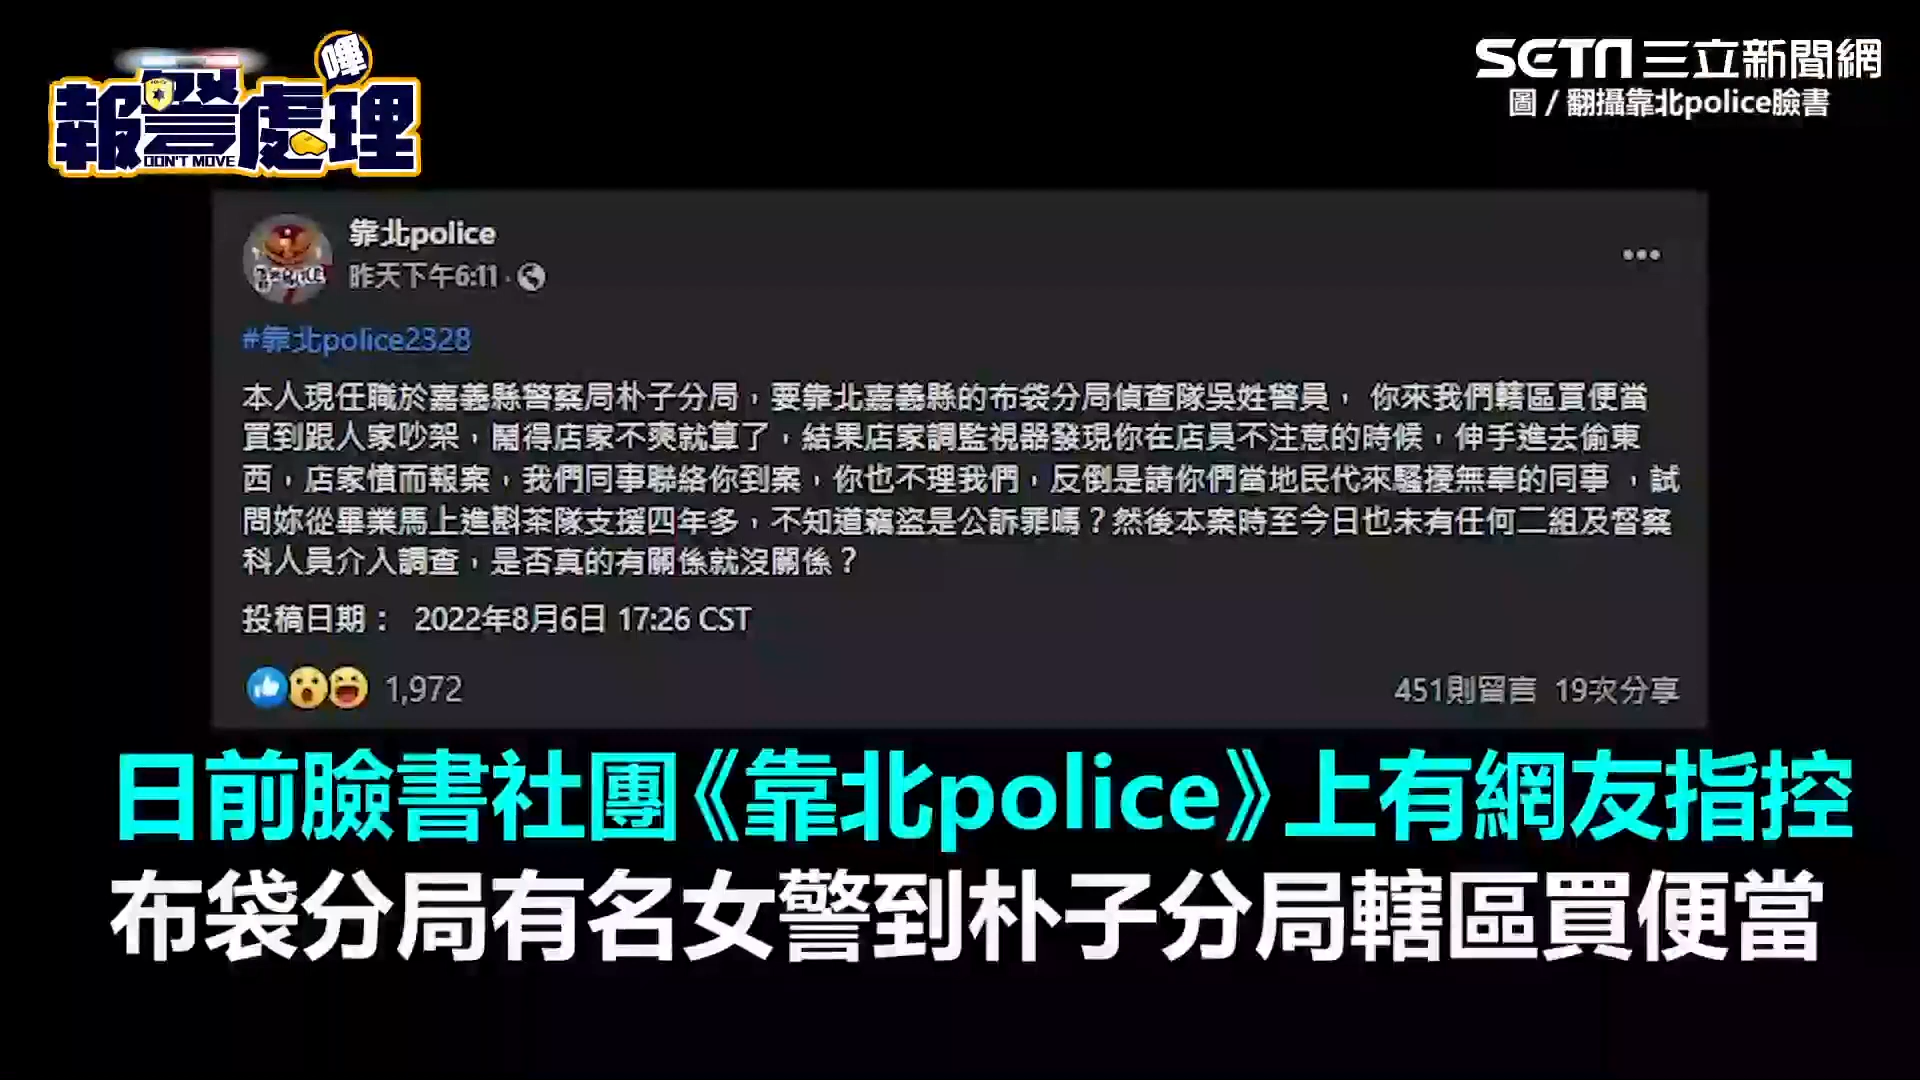 嗶
報警處理
DON'T MOVE
SETN三立新聞網
圖 / 翻攝靠北police臉書
靠北police
昨天下午6:11 ·
#靠北police2328
本人現任職於嘉義縣警察局朴子分局，要靠北嘉義縣的布袋分局偵查隊吳姓警員， 你來我們轄區買便當
買到跟人家吵架，鬧得店家不爽就算了，結果店家調監視器發現你在店員不注意的時候，伸手進去偷東
西，店家憤而報案，我們同事聯絡你到案，你也不理我們，反倒是請你們當地民代來騷擾無辜的同事 ，試
問妳從畢業馬上進斟茶隊支援四年多，不知道竊盜是公訴罪嗎？然後本案時至今日也未有任何二組及督察
科人員介入調查，是否真的有關係就沒關係？
投稿日期： 2022年8月6日 17:26 CST
1,972
451則留言 19次分享
日前臉書社團《靠北police》上有網友指控
布袋分局有名女警到朴子分局轄區買便當